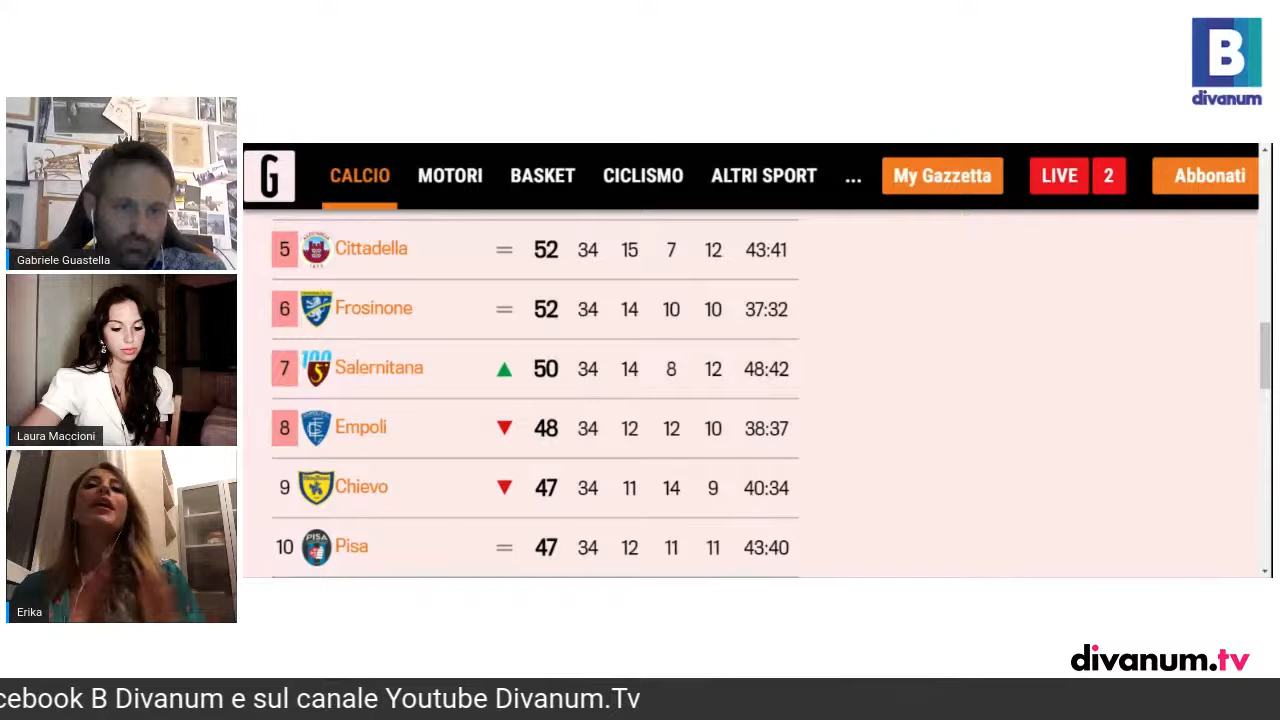 B
divanum
G CALCIO MOTORI BASKET CICLISMO ALTRI SPORT ... My Gazzetta LIVE 2 Abbonati
Gabriele Guastella
Laura Maccioni
Erika
5 Cittadella = 52 34 15 7 12 43:41
6 Frosinone = 52 34 14 10 10 37:32
7 Salernitana ▲ 50 34 14 8 12 48:42
8 Empoli ▼ 48 34 12 12 10 38:37
9 Chievo ▼ 47 34 11 14 9 40:34
10 Pisa = 47 34 12 11 11 43:40
divanum.tv
cebook B Divanum e sul canale Youtube Divanum.Tv